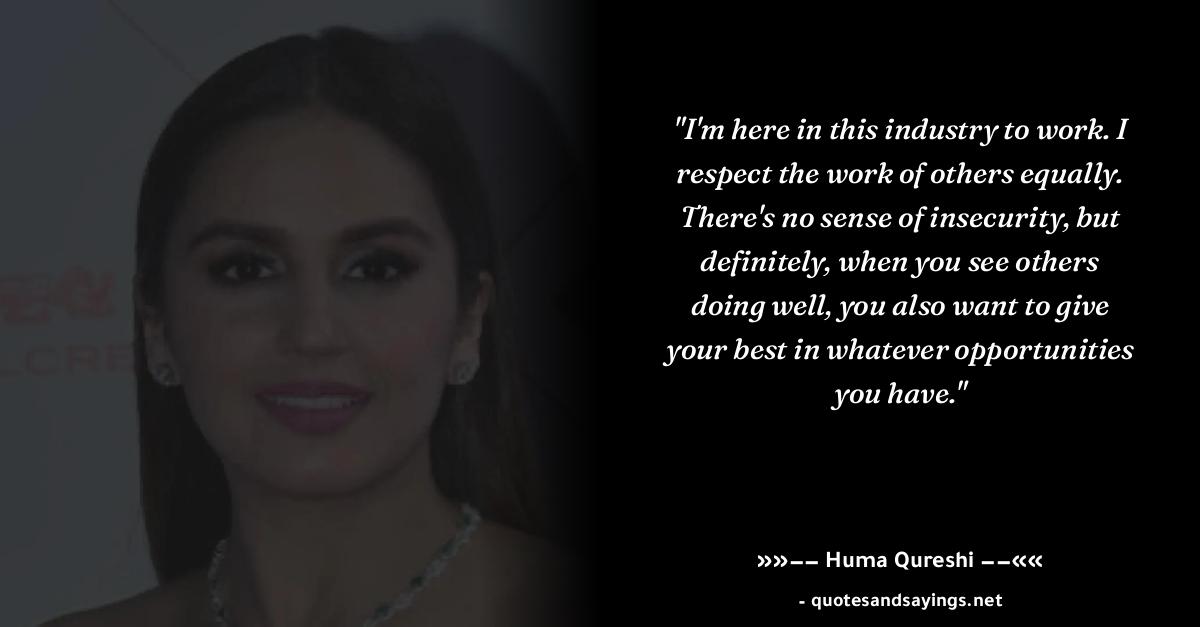 "I'm here in this industry to work. I
respect the work of others equally.
There's no sense of insecurity, but
definitely, when you see others
doing well, you also want to give
your best in whatever opportunities
you have."
»»–– Huma Qureshi ––««
- quotesandsayings.net
LCRE